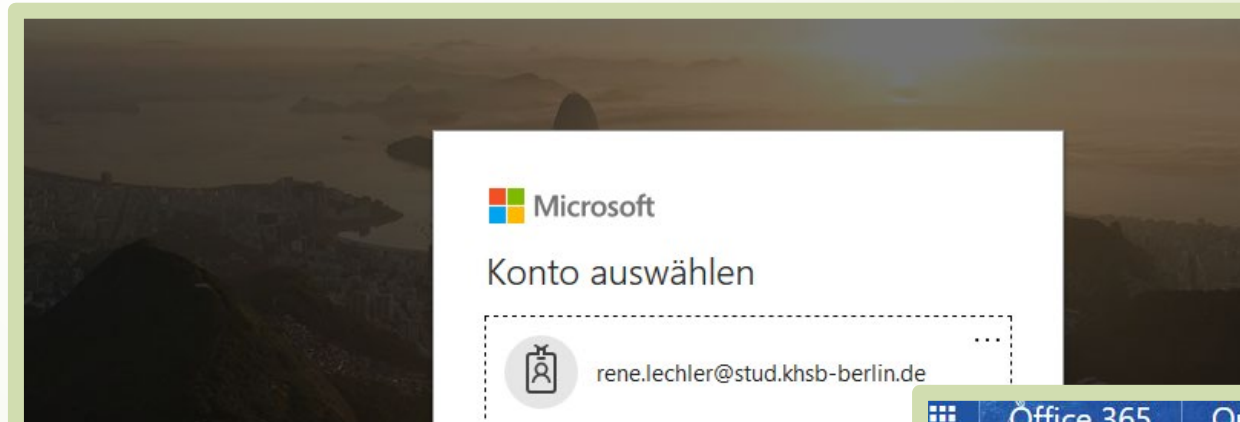 Microsoft
Konto auswählen
...
rene.lechler@stud.khsb-berlin.de
Office 365